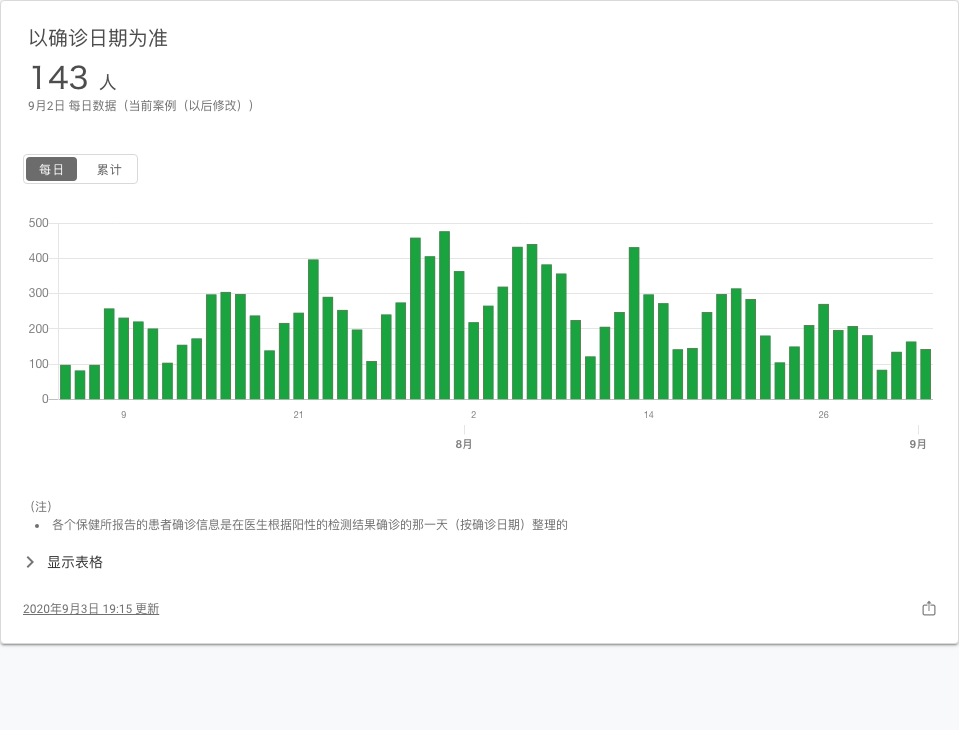 以确诊日期为准
143 人
9月2日 每日数据（当前案例（以后修改））
每日 累计
500
400
300
200
100
0
9 21 2 14 26
8月 9月
（注）
• 各个保健所报告的患者确诊信息是在医生根据阳性的检测结果确诊的那一天（按确诊日期）整理的
显示表格
2020年9月3日 19:15 更新